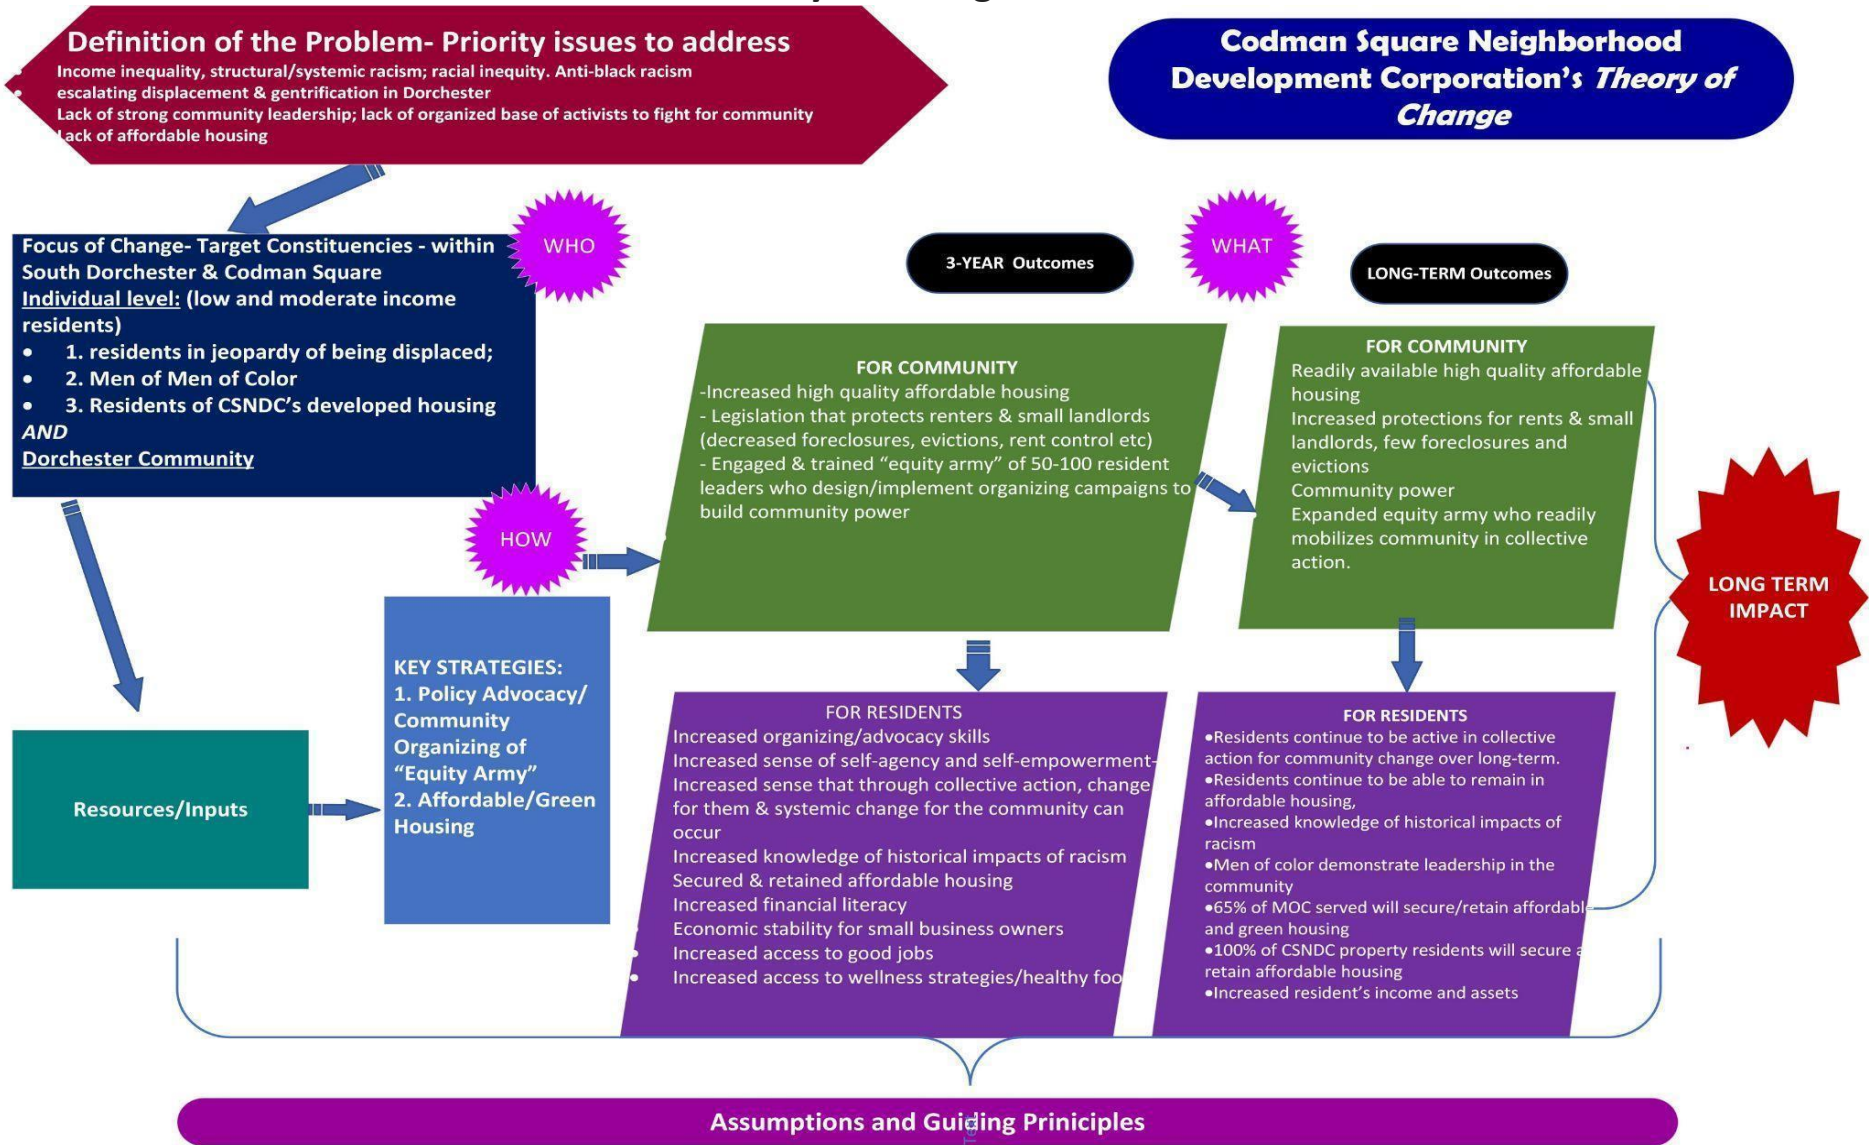 Definition of the Problem- Priority issues to address
Income inequality, structural/systemic racism; racial inequity. Anti-black racism
escalating displacement & gentrification in Dorchester
Lack of strong community leadership; lack of organized base of activists to fight for community
Lack of affordable housing
Codman Square Neighborhood
Development Corporation's Theory of
Change
Focus of Change- Target Constituencies - within
South Dorchester & Codman Square
Individual level: (low and moderate income
residents)
• 1. residents in jeopardy of being displaced;
• 2. Men of Men of Color
• 3. Residents of CSNDC's developed housing
AND
Dorchester Community
WHO
3-YEAR Outcomes
WHAT
LONG-TERM Outcomes
HOW
FOR COMMUNITY
-Increased high quality affordable housing
- Legislation that protects renters & small landlords
(decreased foreclosures, evictions, rent control etc)
- Engaged & trained “equity army” of 50-100 resident
leaders who design/implement organizing campaigns to
build community power
FOR COMMUNITY
Readily available high quality affordable
housing
Increased protections for rents & small
landlords, few foreclosures and
evictions
Community power
Expanded equity army who readily
mobilizes community in collective
action.
LONG TERM
IMPACT
Resources/Inputs
KEY STRATEGIES:
1. Policy Advocacy/
Community
Organizing of
“Equity Army”
2. Affordable/Green
Housing
FOR RESIDENTS
Increased organizing/advocacy skills
Increased sense of self-agency and self-empowerment-
Increased sense that through collective action, change
for them & systemic change for the community can
occur
Increased knowledge of historical impacts of racism
Secured & retained affordable housing
Increased financial literacy
Economic stability for small business owners
• Increased access to good jobs
• Increased access to wellness strategies/healthy foo
FOR RESIDENTS
•Residents continue to be active in collective
action for community change over long-term.
•Residents continue to be able to remain in
affordable housing,
•Increased knowledge of historical impacts of
racism
•Men of color demonstrate leadership in the
community
•65% of MOC served will secure/retain affordabl
and green housing
•100% of CSNDC property residents will secure a
retain affordable housing
•Increased resident's income and assets
Assumptions and Guiding Priniciples
Text